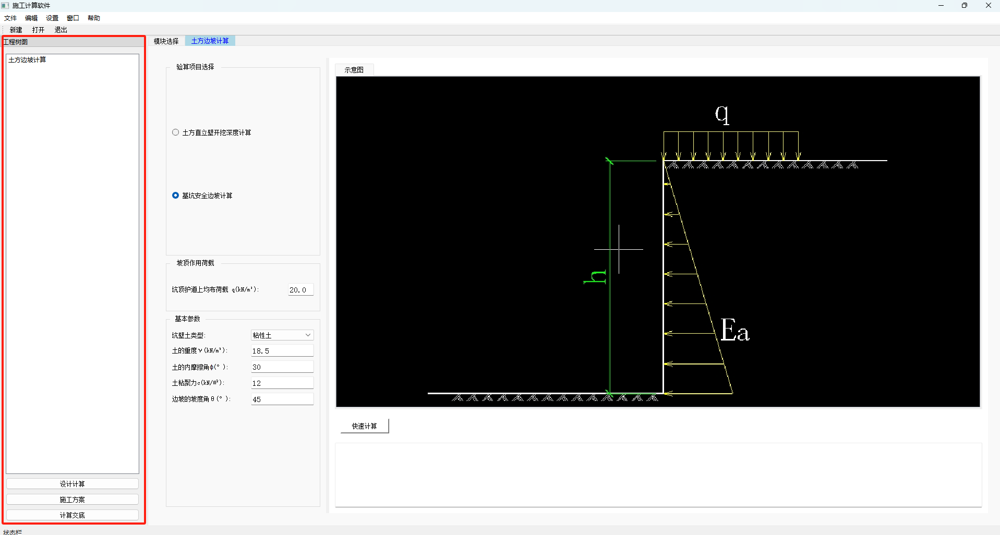 施工计算软件
文件 编辑 设置 窗口 帮助
新建 打开 退出
工程树图
土方边坡计算
设计计算
施工方案
计算交底
状态栏
模块选择 土方边坡计算
验算项目选择
土方直立壁开挖深度计算
基坑安全边坡计算
坡顶作用荷载
坑顶护道上均布荷载 q(kN/m²): 20.0
基本参数
坑壁土类型: 粘性土
土的重度γ(kN/m³): 18.5
土的内摩擦角φ(°): 30
土粘聚力c(kN/m²): 12
边坡的坡度角θ(°): 45
示意图
q
h
Ea
快速计算